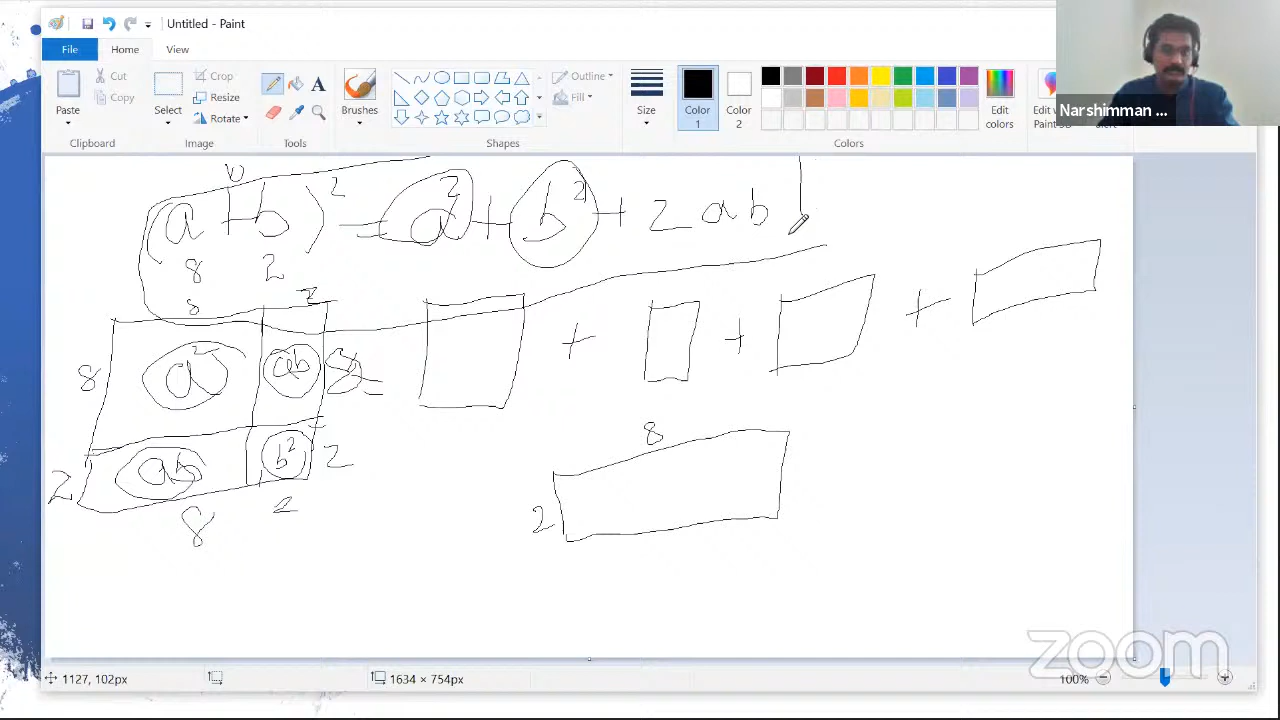 Untitled - Paint
File Home View
Cut
Copy
Paste
Crop
Resize
Select
Rotate
Brushes
Outline
Fill
Size
Color 1
Color 2
Edit colors
Clipboard Image Tools Shapes Colors
Narshimman ...
(a+b)² = a² + b² + 2ab
8 2
8 2
8 a² ab 8 = + + +
2 ab b² 2
8 2
8
2
zoom
1127, 102px 1634 × 754px 100%